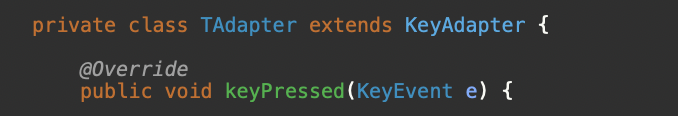 private class TAdapter extends KeyAdapter {
@Override
public void keyPressed(KeyEvent e) {